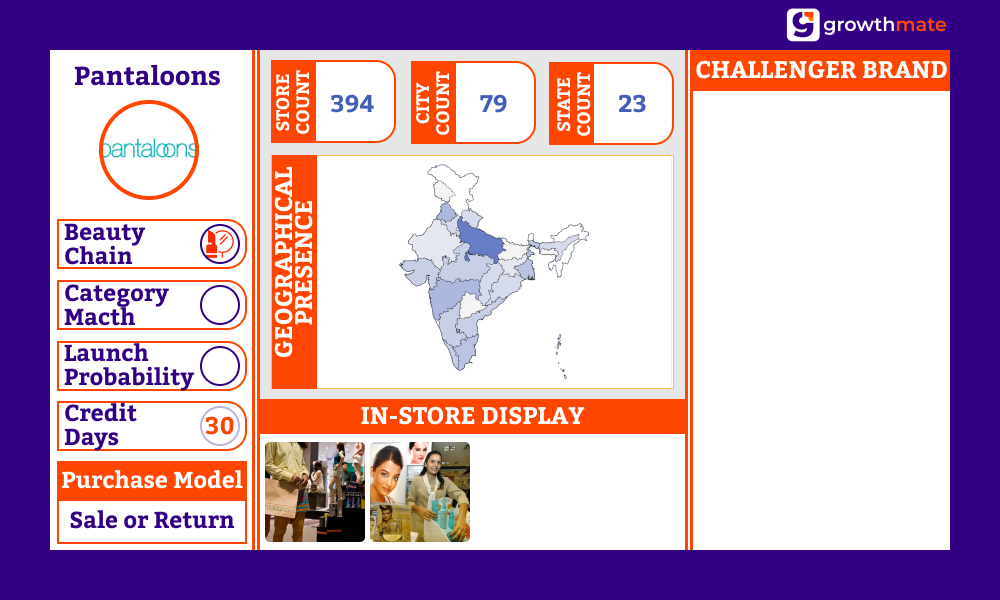 growthmate
Pantaloons
pantaloons
Beauty
Chain
Category
Macth
Launch
Probability
Credit
Days
30
Purchase Model
Sale or Return
STORE
COUNT
394
CITY
COUNT
79
STATE
COUNT
23
GEOGRAPHICAL
PRESENCE
IN-STORE DISPLAY
CHALLENGER BRAND